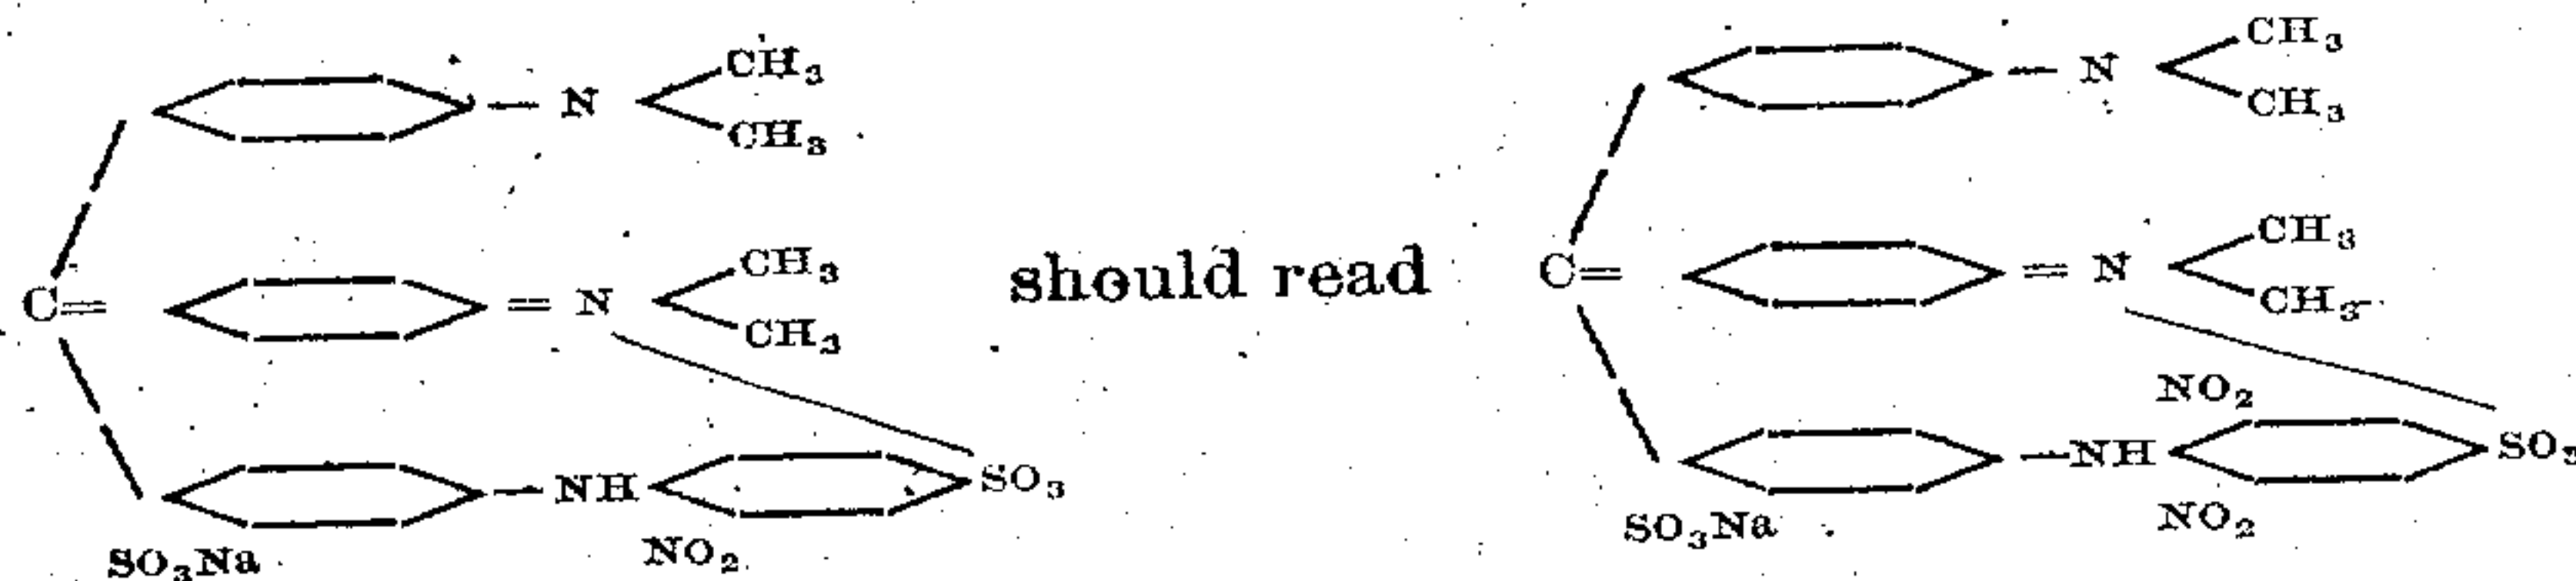 CH₃
N
CH₃
C=
= N
CH₃
CH₃
NH
SO₃
SO₃Na
NO₂
should read
CH₃
N
CH₃
C=
= N
CH₃
CH₃
NO₂
NH
SO₃
SO₃Na
NO₂